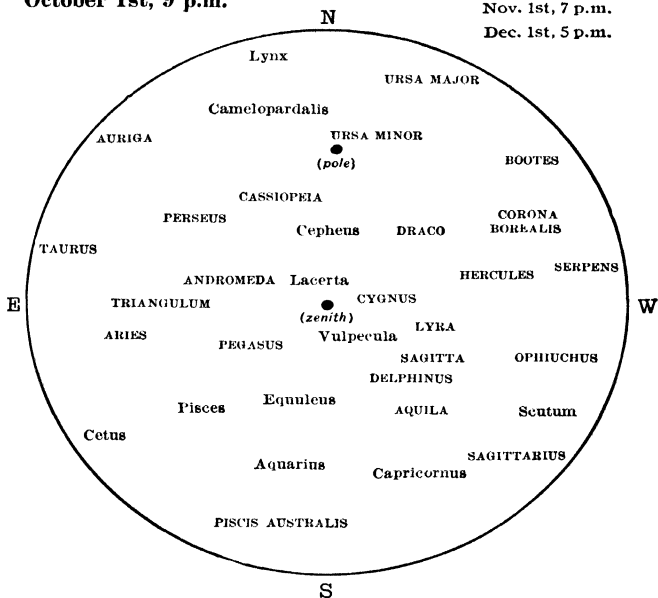 October 1st, 9 p.m.
Nov. 1st, 7 p.m.
Dec. 1st, 5 p.m.
N
Lynx
URSA MAJOR
Camelopardalis
AURIGA
URSA MINOR
(pole)
BOOTES
CASSIOPEIA
PERSEUS
CORONA
BOREALIS
Cepheus
DRACO
TAURUS
HERCULES
SERPENS
ANDROMEDA
Lacerta
E
TRIANGULUM
CYGNUS
W
(zenith)
ARIES
LYRA
Vulpecula
PEGASUS
SAGITTA
OPHIUCHUS
DELPHINUS
Equuleus
Pisces
AQUILA
Scutum
Cetus
SAGITTARIUS
Aquarius
Capricornus
PISCIS AUSTRALIS
S